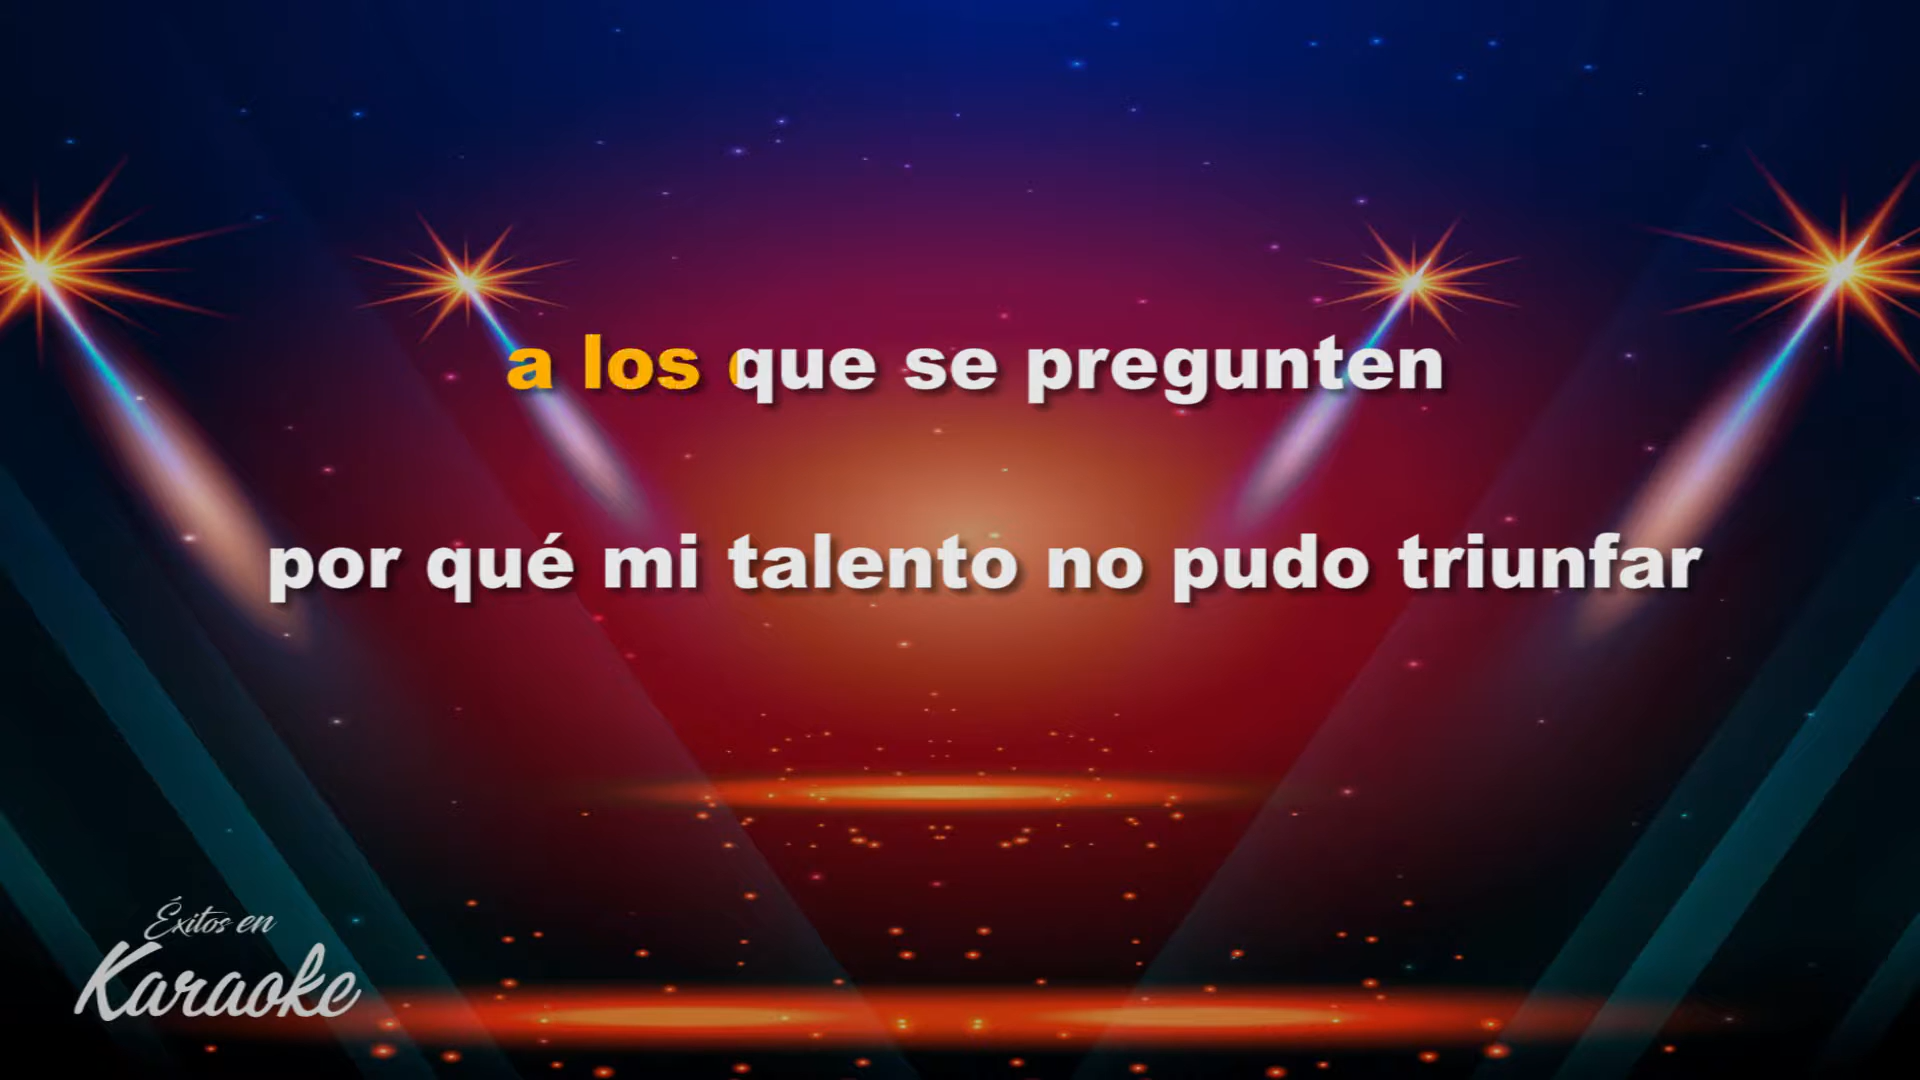 a los que se pregunten
por qué mi talento no pudo triunfar
Éxitos en
Karaoke